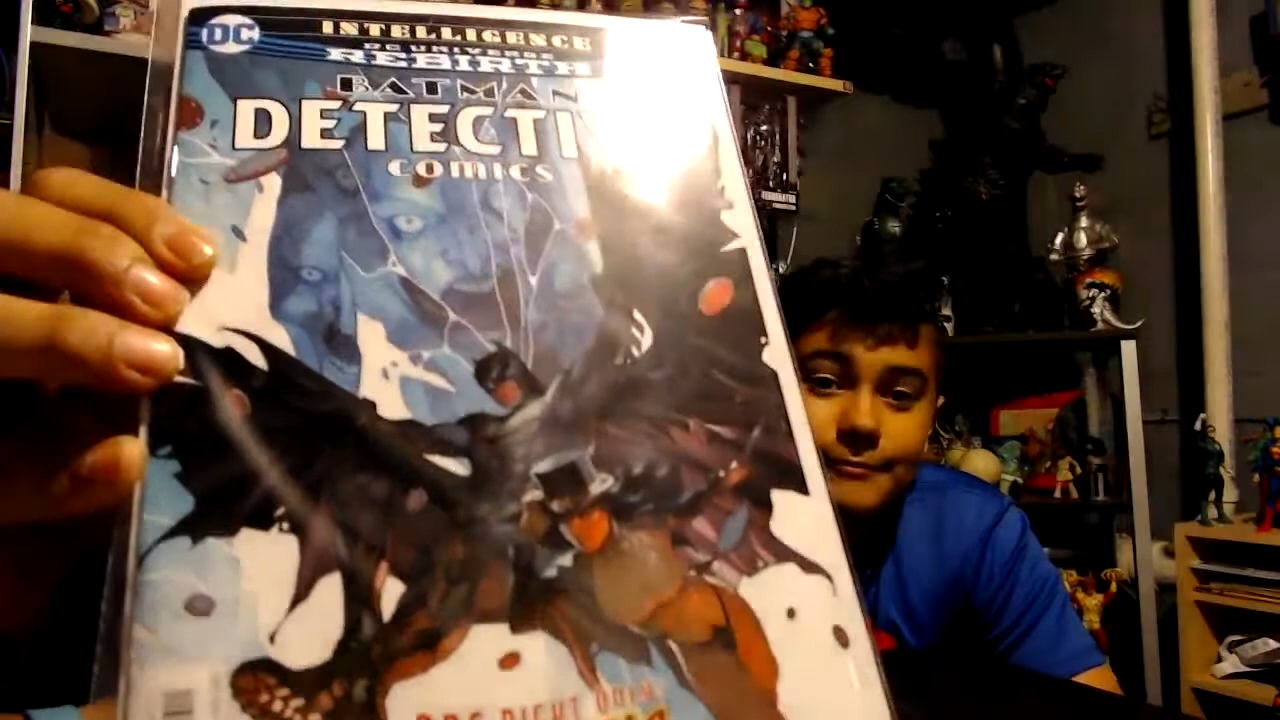 DC
INTELLIGENCE
DC UNIVERSE
REBIRTH
BATMAN
DETECTI
COMICS